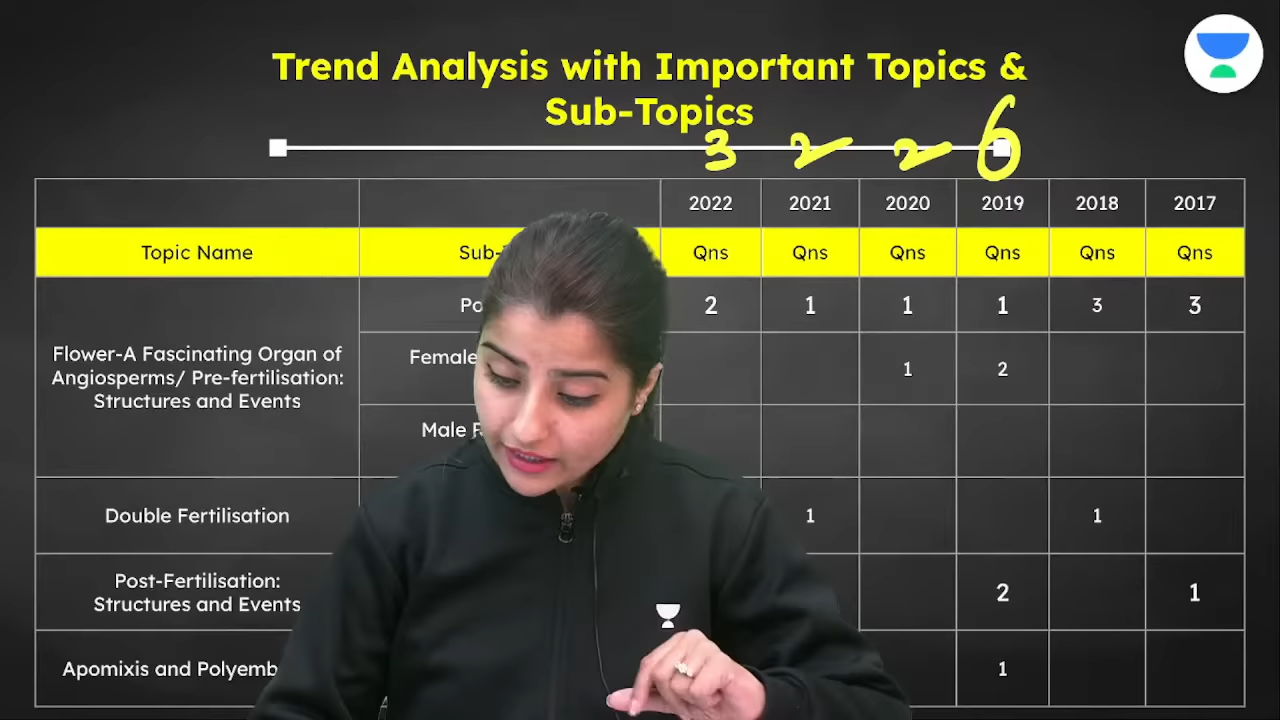 Trend Analysis with Important Topics &
Sub-Topics
3 2 2 6
2022 2021 2020 2019 2018 2017
Topic Name Qns Qns Qns Qns Qns Qns
2 1 1 1 3 3
Flower-A Fascinating Organ of
Angiosperms/ Pre-fertilisation:
Structures and Events
Female 1 2
Male
Double Fertilisation 1 1
Post-Fertilisation:
Structures and Events 2 1
Apomixis and 1